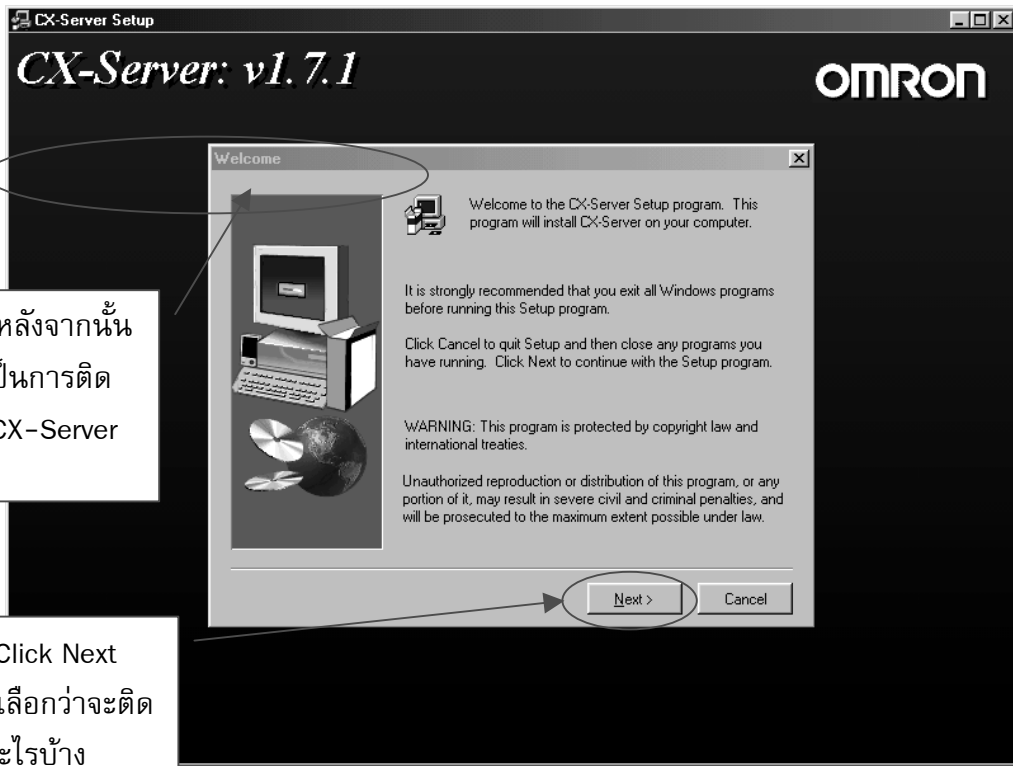 CX-Server Setup
CX-Server: v1.7.1
OMRON
Welcome
Welcome to the CX-Server Setup program. This
program will install CX-Server on your computer.
It is strongly recommended that you exit all Windows programs
before running this Setup program.
Click Cancel to quit Setup and then close any programs you
have running. Click Next to continue with the Setup program.
WARNING: This program is protected by copyright law and
international treaties.
Unauthorized reproduction or distribution of this program, or any
portion of it, may result in severe civil and criminal penalties, and
will be prosecuted to the maximum extent possible under law.
Next >
Cancel
หลังจากนั้น
ป็นการติด
CX-Server
Click Next
เลือกว่าจะติด
ะไรบ้าง